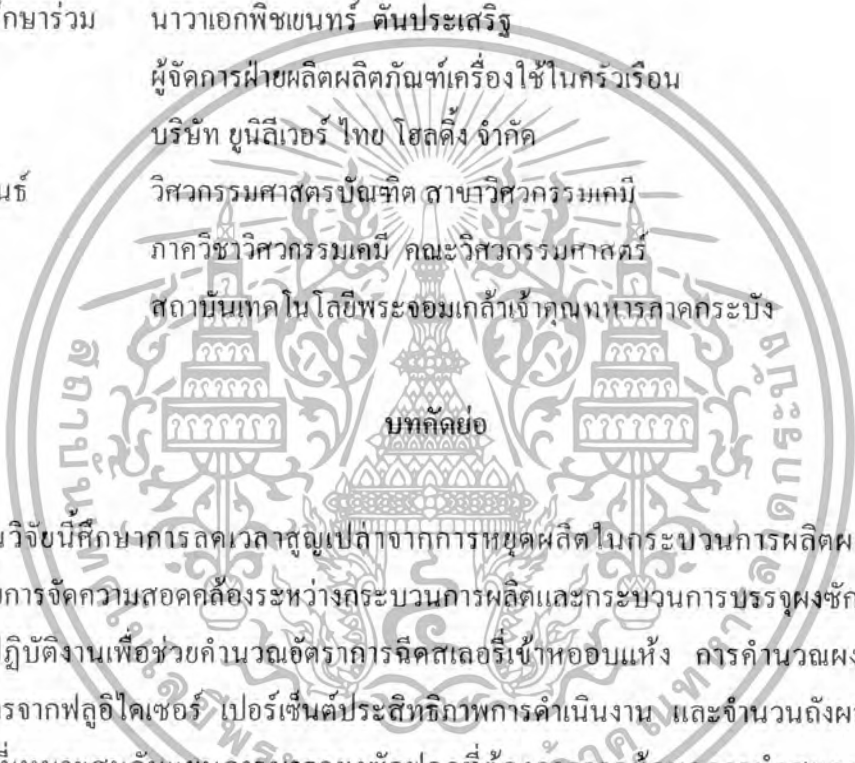 กษาร่วม นาวาเอกพิชเยนทร์ ตันประเสริฐ
ผู้จัดการฝ่ายผลิตผลิตภัณฑ์เครื่องใช้ในครัวเรือน
บริษัท ยูนิลีเวอร์ ไทย โฮลดิ้ง จำกัด
นธ์ วิศวกรรมศาสตรบัณฑิต สาขาวิศวกรรมเคมี
ภาควิชาวิศวกรรมเคมี คณะวิศวกรรมศาสตร์
สถาบันเทคโนโลยีพระจอมเกล้าเจ้าคุณทหารลาดกระบัง
บทคัดย่อ
นวิจัยนี้ศึกษาการลดเวลาสูญเปล่าจากการหยุดผลิตในกระบวนการผลิตผ
การจัดความสอดคล้องระหว่างกระบวนการผลิตและกระบวนการบรรจุผงซัก
ปฏิบัติงานเพื่อช่วยคำนวณอัตราการฉีดสเลอรี่เข้าหออบแห้ง การคำนวณผง
ารจากฟลูอิไดเซอร์ เปอร์เซ็นต์ประสิทธิภาพการดำเนินงาน และจำนวนถังผ